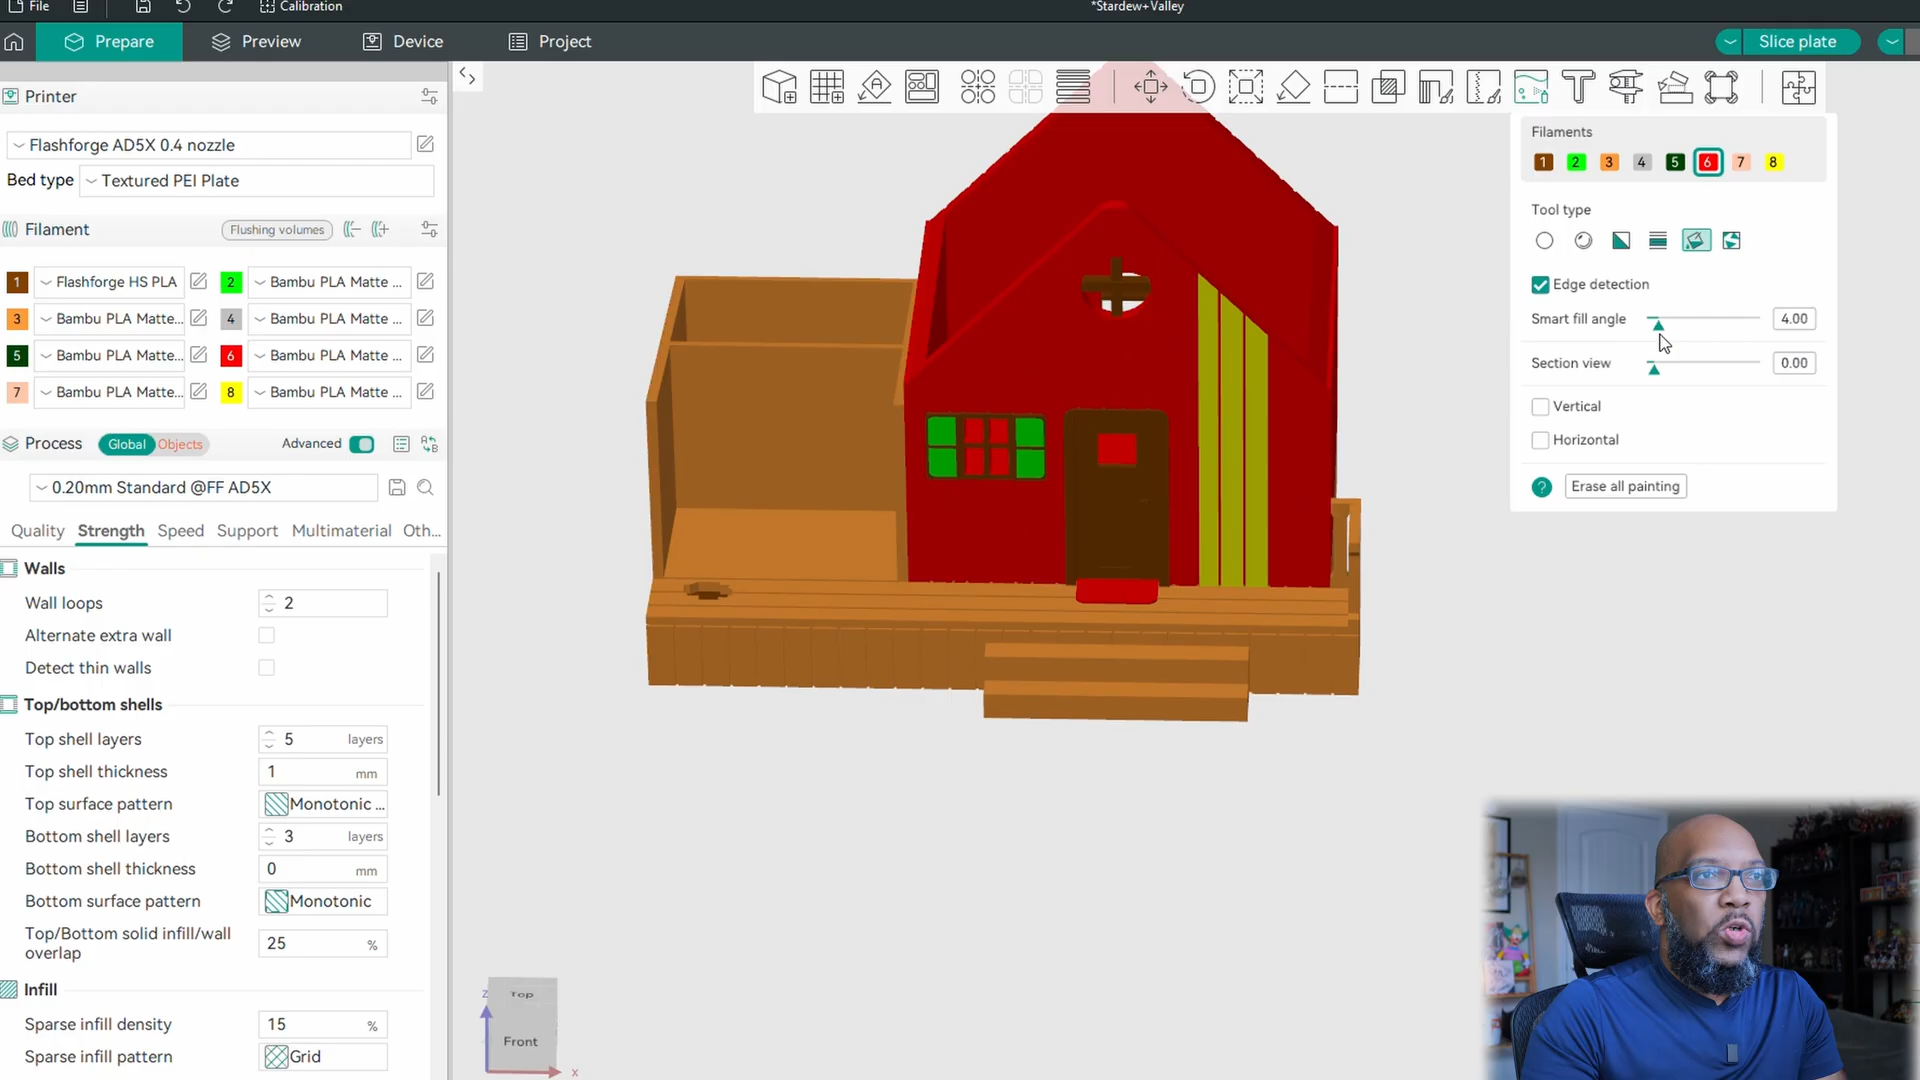 File
Calibration
*Stardew+Valley
Prepare
Preview
Device
Project
Slice plate
Printer
Flashforge AD5X 0.4 nozzle
Bed type
Textured PEI Plate
Filament
Flushing volumes
1 Flashforge HS PLA
2 Bambu PLA Matte ...
3 Bambu PLA Matte...
4 Bambu PLA Matte ...
5 Bambu PLA Matte...
6 Bambu PLA Matte ...
7 Bambu PLA Matte...
8 Bambu PLA Matte ...
Process
Global
Objects
Advanced
0.20mm Standard @FF AD5X
Quality
Strength
Speed
Support
Multimaterial
Oth...
Walls
Wall loops 2
Alternate extra wall
Detect thin walls
Top/bottom shells
Top shell layers 5 layers
Top shell thickness 1 mm
Top surface pattern Monotonic ...
Bottom shell layers 3 layers
Bottom shell thickness 0 mm
Bottom surface pattern Monotonic
Top/Bottom solid infill/wall
overlap 25 %
Infill
Sparse infill density 15 %
Sparse infill pattern Grid
Filaments
1 2 3 4 5 6 7 8
Tool type
Edge detection
Smart fill angle 4.00
Section view 0.00
Vertical
Horizontal
? Erase all painting
Top
Front
z
x